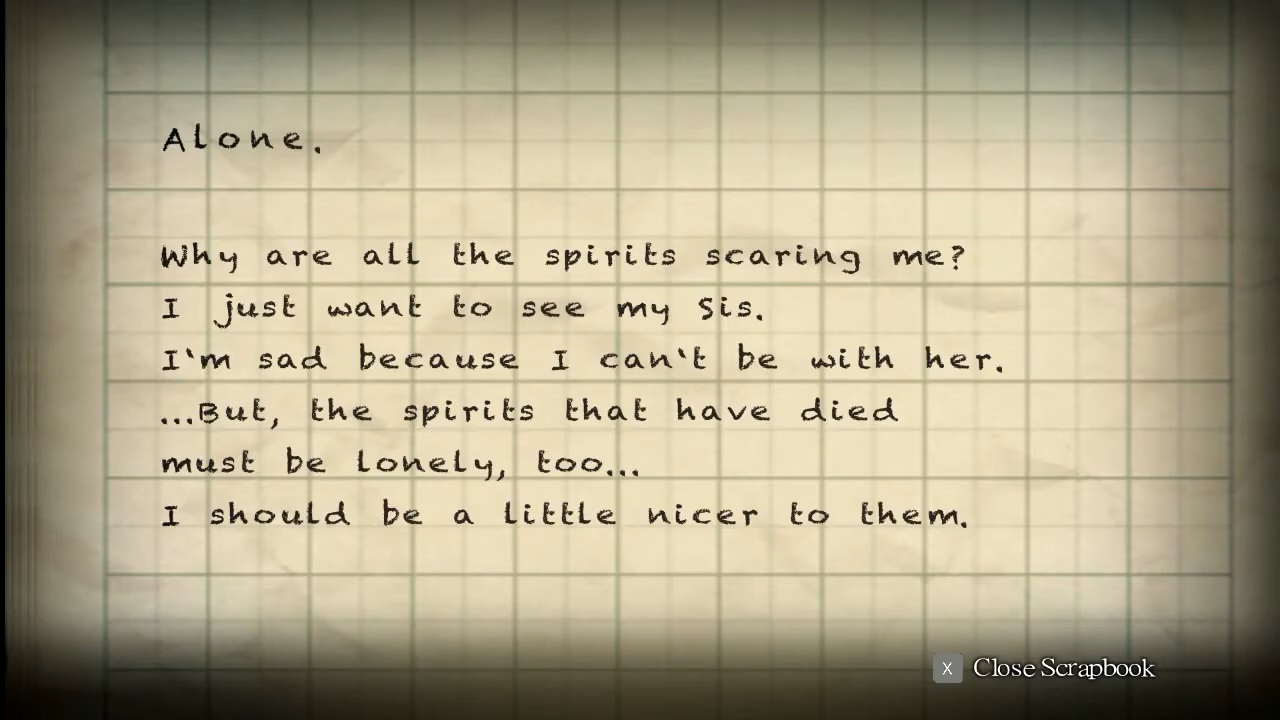 Alone.
Why are all the spirits scaring me?
I just want to see my Sis.
I'm sad because I can't be with her.
...But, the spirits that have died
must be lonely, too...
I should be a little nicer to them.
X Close Scrapbook